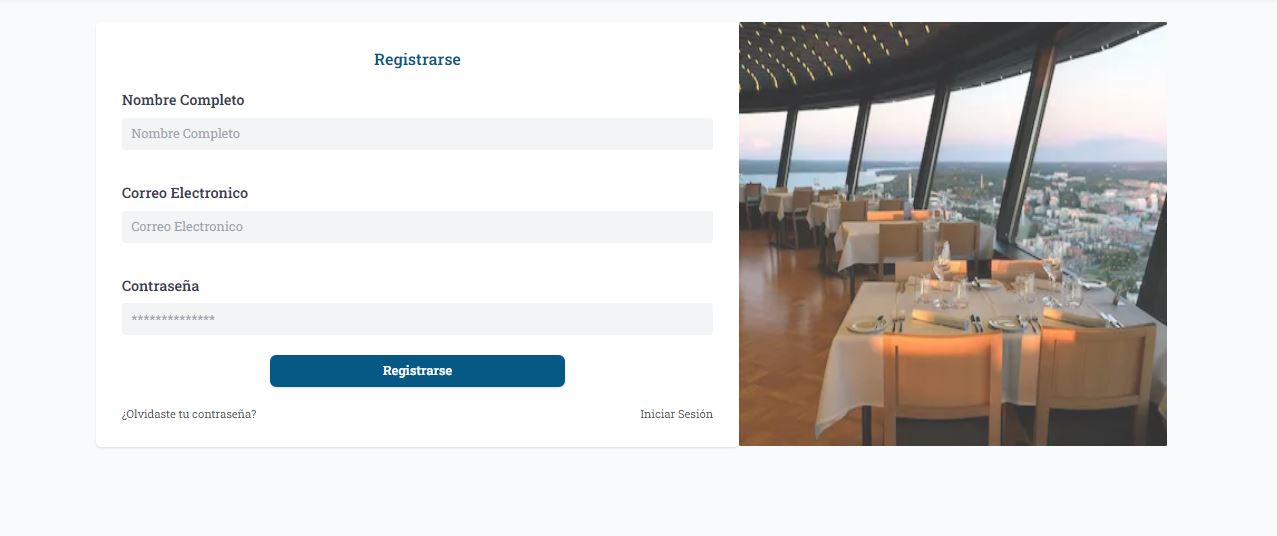 Registrarse
Nombre Completo
Nombre Completo
Correo Electronico
Correo Electronico
Contraseña
**************
Registrarse
¿Olvidaste tu contraseña? Iniciar Sesión